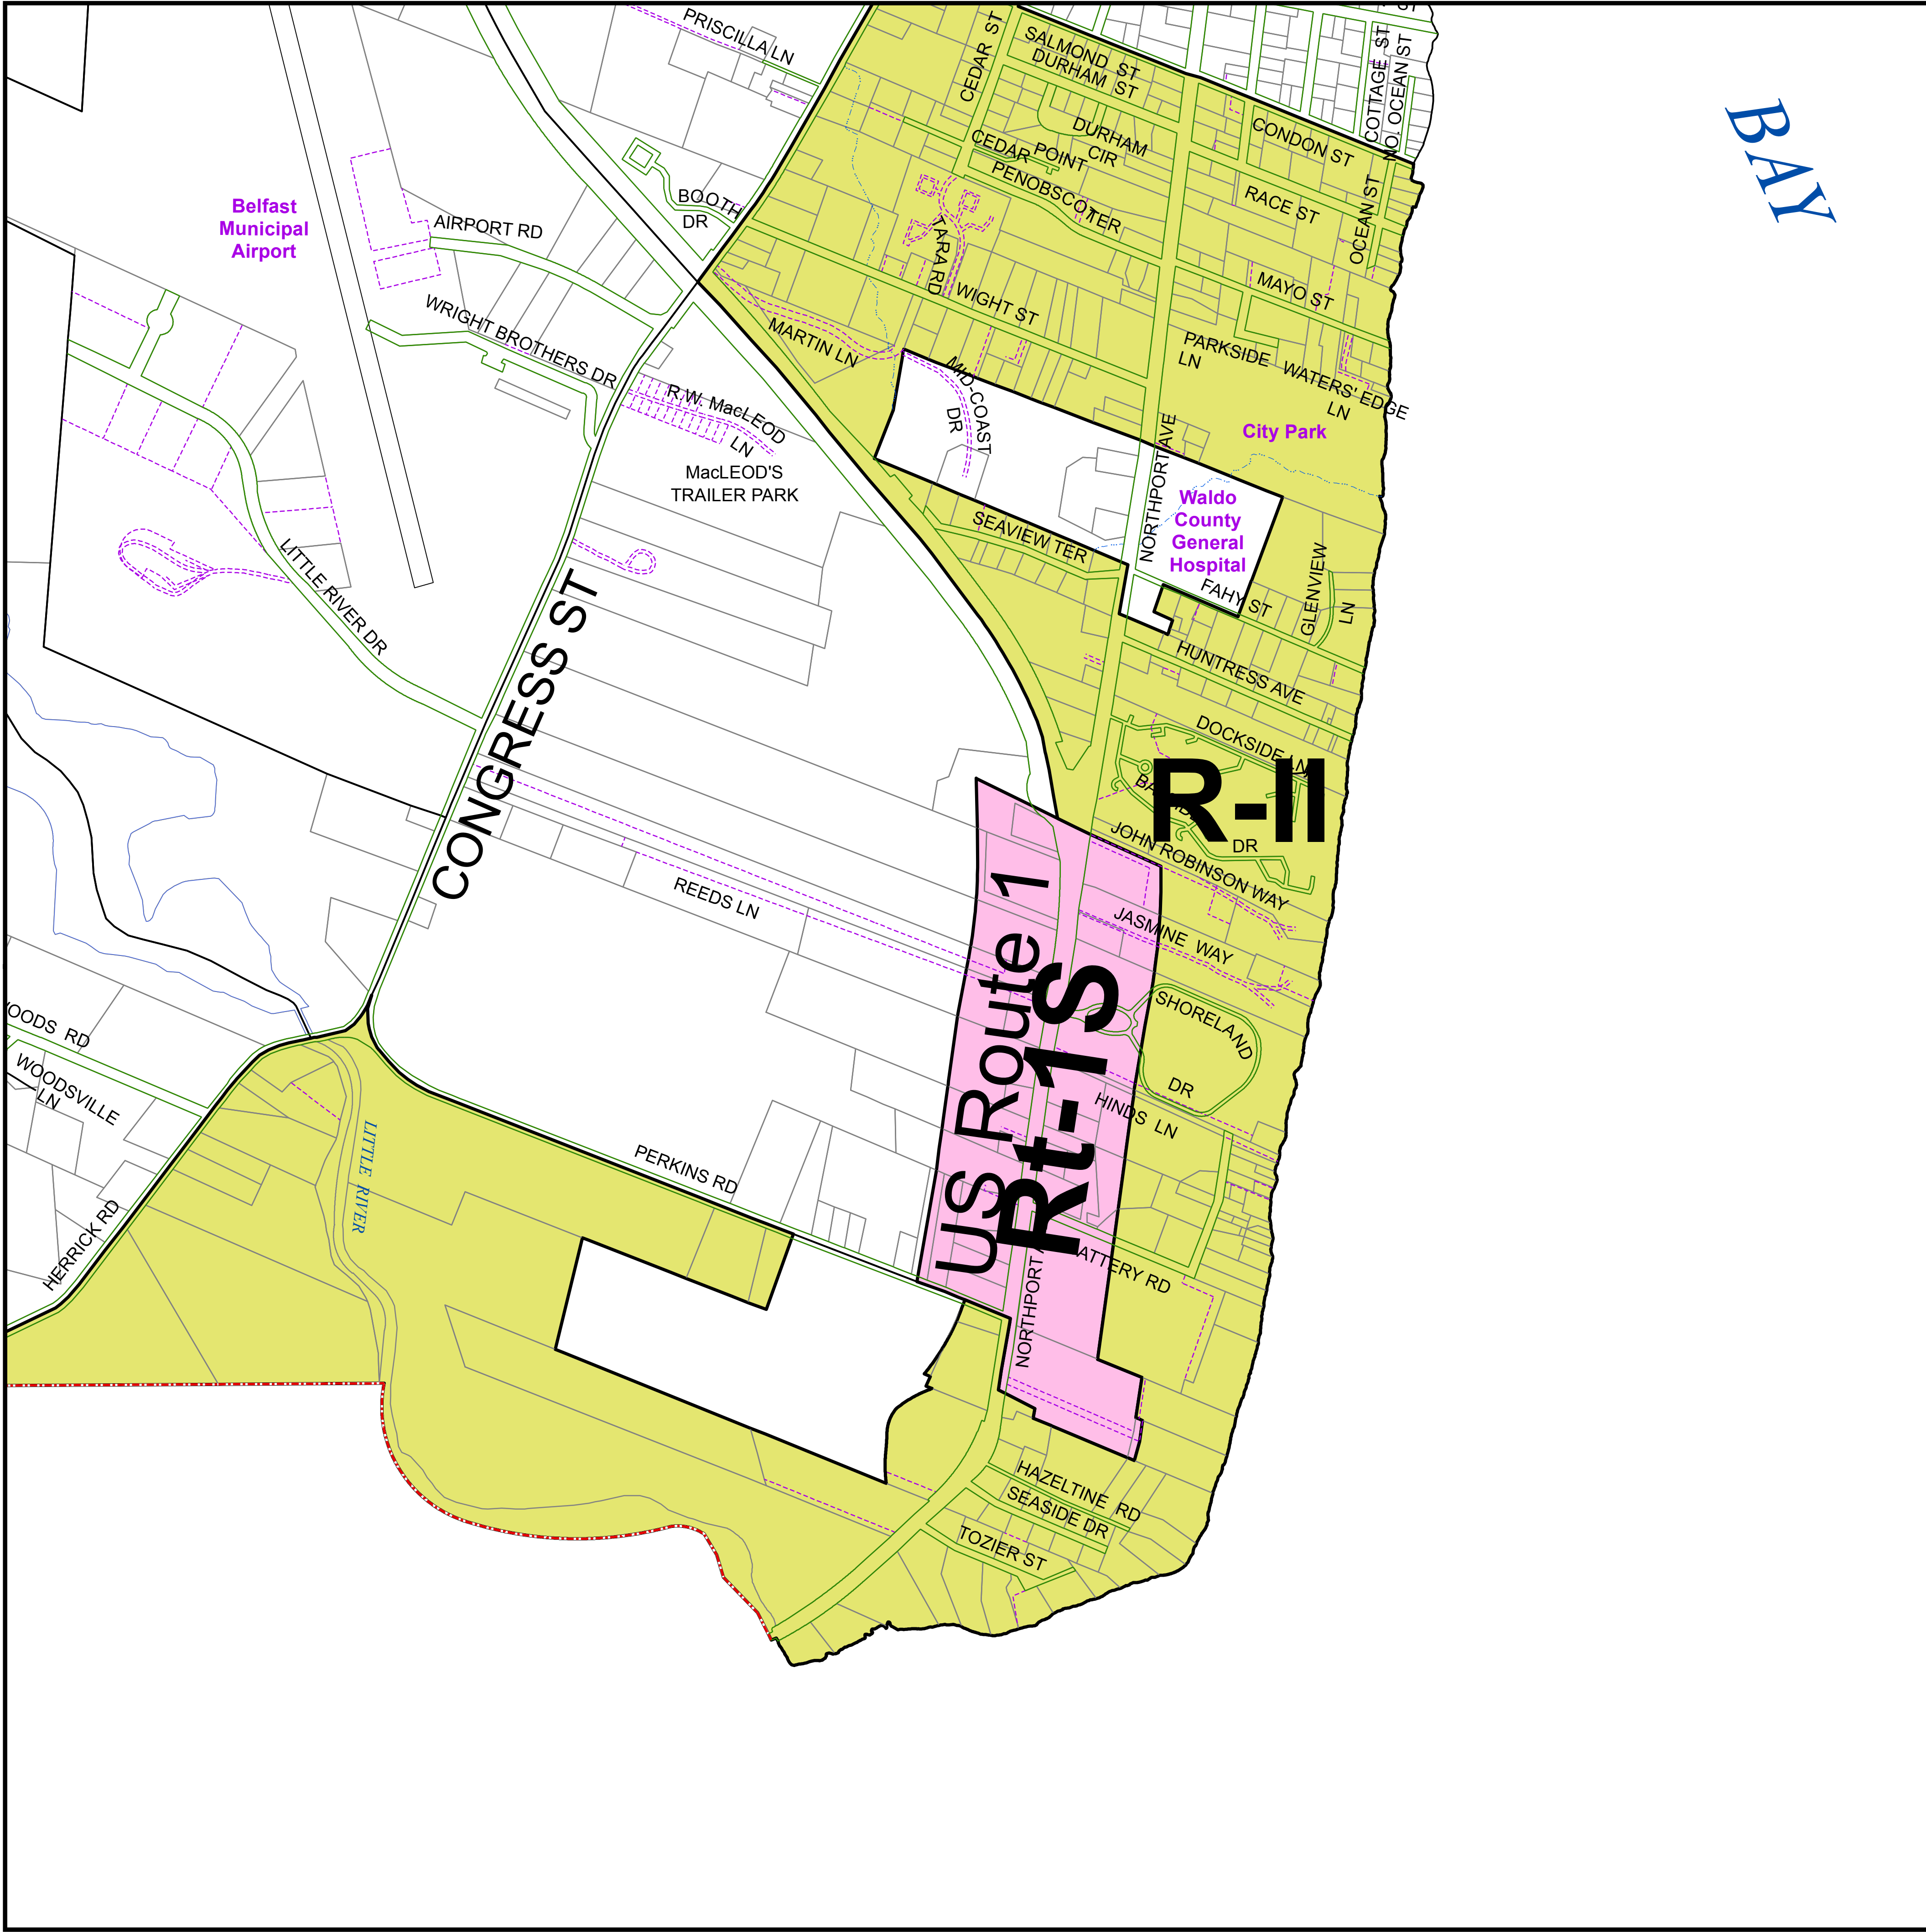 PRISCILLA LN
CEDAR ST
SALMOND ST
DURHAM ST
COTTAGE ST
NO. OCEAN ST
BAY
DURHAM
CIR
CONDON ST
CEDAR POINT
PENOBSCOT TER
RACE ST
OCEAN ST
Belfast
Municipal
Airport
AIRPORT RD
BOOTH
DR
TARA RD
WIGHT ST
MAYO ST
WRIGHT BROTHERS DR
MARTIN LN
PARKSIDE
LN
WATERS' EDGE
LN
R.W. MacLEOD
LN
MID-COAST
DR
MacLEOD'S
TRAILER PARK
NORTHPORT AVE
City Park
Waldo
County
General
Hospital
SEAVIEW TER
LITTLE RIVER DR
FAHY ST
GLENVIEW
LN
CONGRESS ST
HUNTRESS AVE
DOCKSIDE LN
R-II
DR
JOHN ROBINSON WAY
REEDS LN
JASMINE WAY
US Route 1
Rt-1S
SHORELAND
DR
HINDS LN
RD
WOODSVILLE
LN
LITTLE RIVER
PERKINS RD
HERRICK RD
NORTHPORT
ATTERY RD
HAZELTINE RD
SEASIDE DR
TOZIER ST